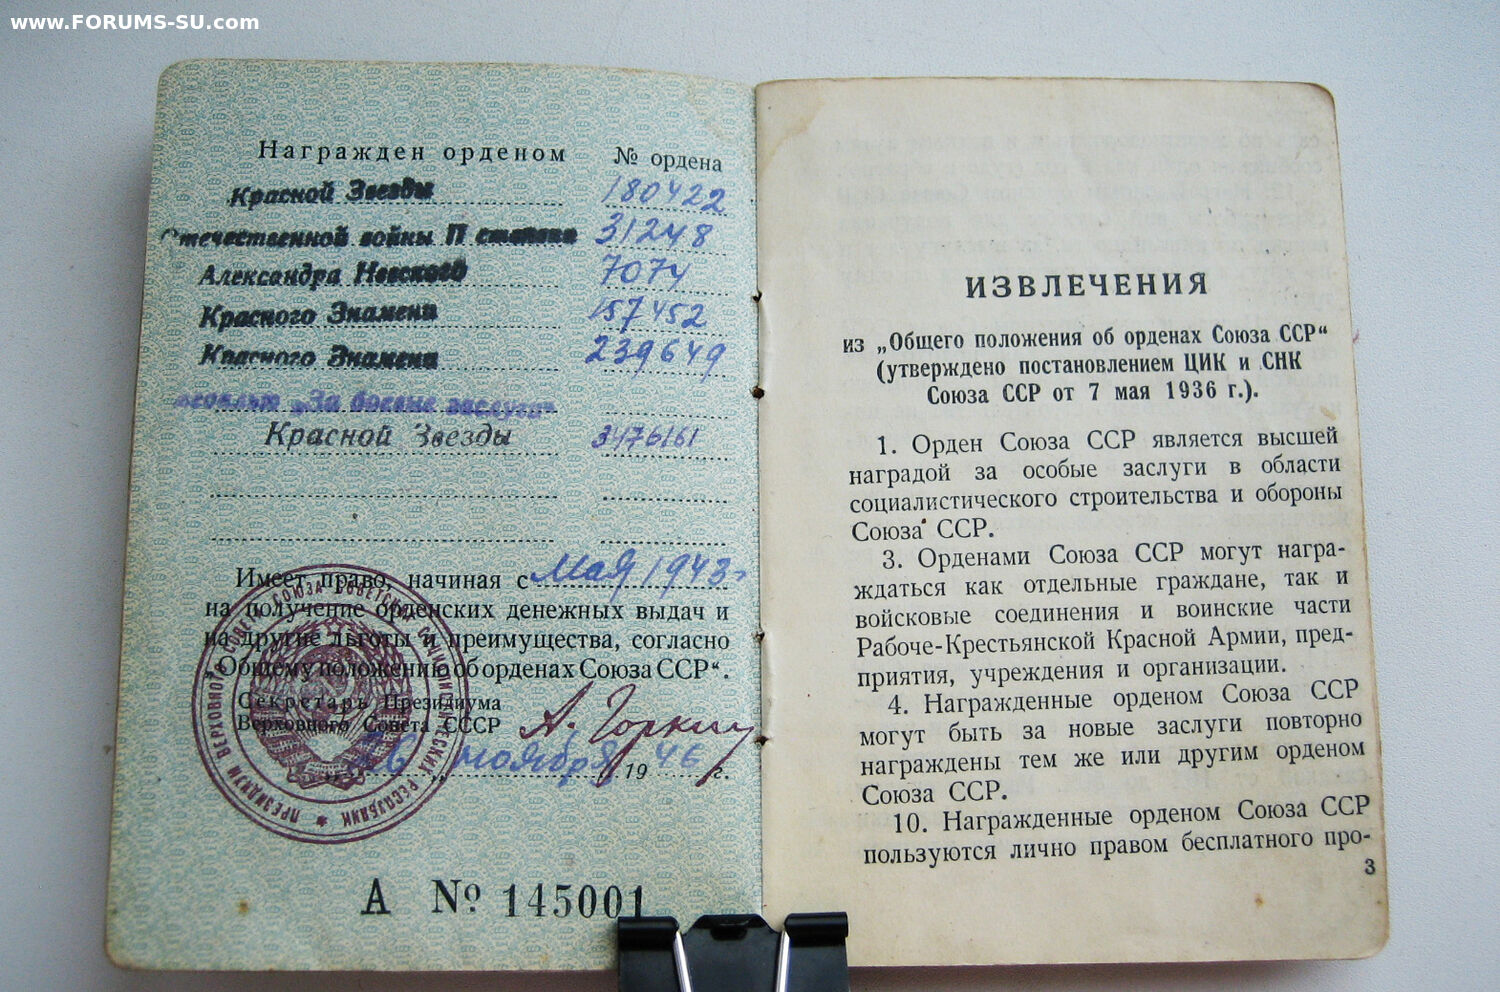 www.FORUMS-SU.com
Награжден орденом № ордена
Красной Звезды 180422
Отечественной войны II степени 31248
Александра Невского 7074
Красного Знамени 157452
Красного Знамени 239649
медалью „За боевые заслуги"
Красной Звезды 3476161
Имеет право, начиная с мая 1943 г
на получение орденских денежных выдач и
на другие льготы и преимущества, согласно
"Общему положению об орденах Союза ССР“.
Секретарь Президиума
Верховного Совета СССР А. Горкин
26 ноября 1946 г.
ПРЕЗИДИУМ ВЕРХОВНОГО СОВЕТА СОЮЗА СОВЕТСКИХ СОЦИАЛИСТИЧЕСКИХ РЕСПУБЛИК
А № 145001
ИЗВЛЕЧЕНИЯ
из „Общего положения об орденах Союза ССР“
(утверждено постановлением ЦИК и СНК
Союза ССР от 7 мая 1936 г.).
1. Орден Союза ССР является высшей
наградой за особые заслуги в области
социалистического строительства и обороны
Союза ССР.
3. Орденами Союза ССР могут награ-
ждаться как отдельные граждане, так и
войсковые соединения и воинские части
Рабоче-Крестьянской Красной Армии, пред-
приятия, учреждения и организации.
4. Награжденные орденом Союза ССР
могут быть за новые заслуги повторно
награждены тем же или другим орденом
Союза ССР.
10. Награжденные орденом Союза ССР
пользуются лично правом бесплатного про-
3